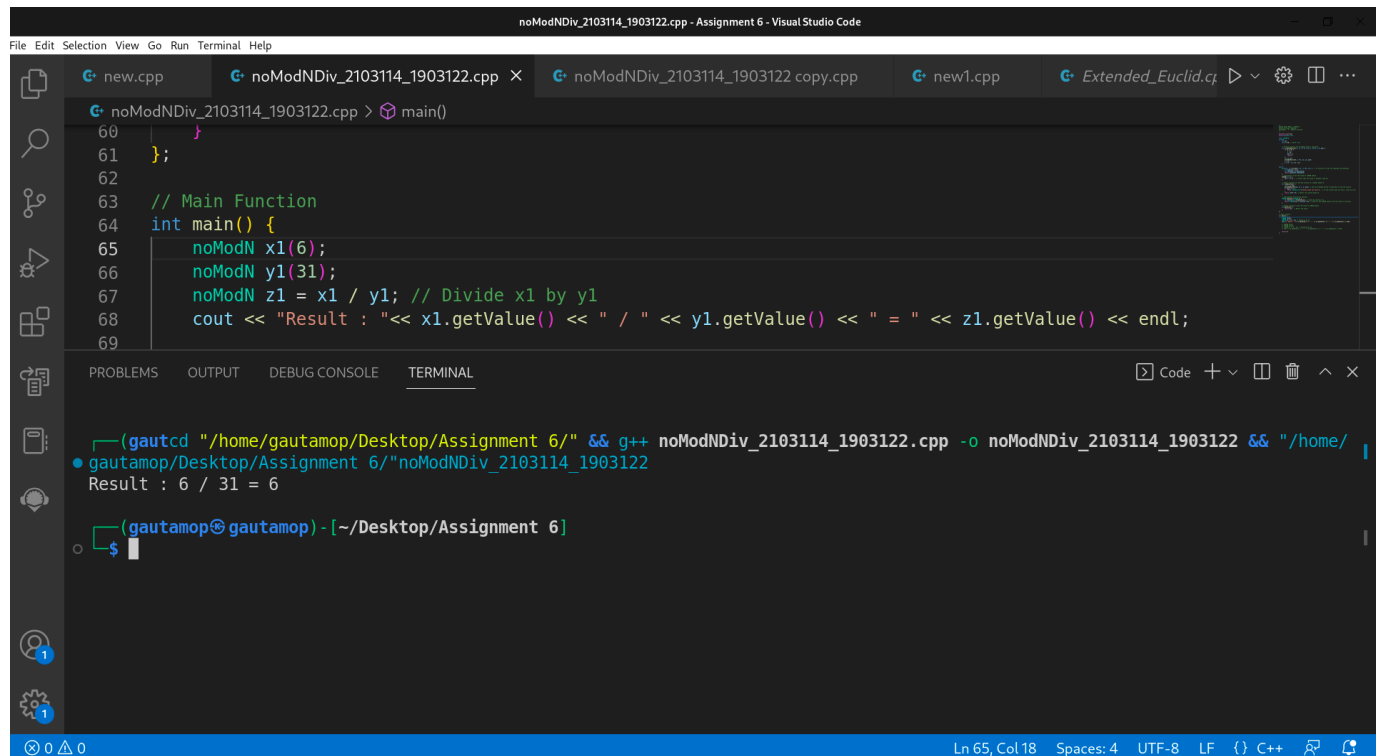 noModNDiv_2103114_1903122.cpp - Assignment 6 - Visual Studio Code
File Edit Selection View Go Run Terminal Help
new.cpp noModNDiv_2103114_1903122.cpp noModNDiv_2103114_1903122 copy.cpp new1.cpp Extended_Euclid.cp
noModNDiv_2103114_1903122.cpp > main()
60 }
61 };
62
63 // Main Function
64 int main() {
65 noModN x1(6);
66 noModN y1(31);
67 noModN z1 = x1 / y1; // Divide x1 by y1
68 cout << "Result : "<< x1.getValue() << " / " << y1.getValue() << " = " << z1.getValue() << endl;
69
PROBLEMS OUTPUT DEBUG CONSOLE TERMINAL Code
┌──(gautcd "/home/gautamop/Desktop/Assignment 6/" && g++ noModNDiv_2103114_1903122.cpp -o noModNDiv_2103114_1903122 && "/home/
gautamop/Desktop/Assignment 6/"noModNDiv_2103114_1903122
Result : 6 / 31 = 6
┌──(gautamop㉿gautamop)-[~/Desktop/Assignment 6]
└─$
1
1
0 0 Ln 65, Col 18 Spaces: 4 UTF-8 LF {} C++